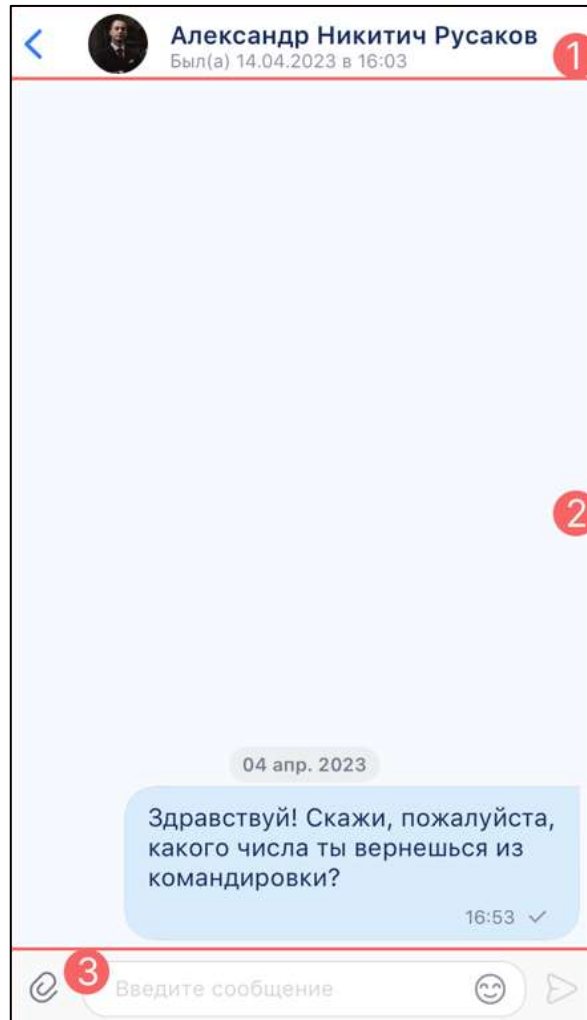 Александр Никитич Русаков
Был(а) 14.04.2023 в 16:03
1
2
04 апр. 2023
Здравствуй! Скажи, пожалуйста,
какого числа ты вернешься из
командировки?
16:53
3
Введите сообщение